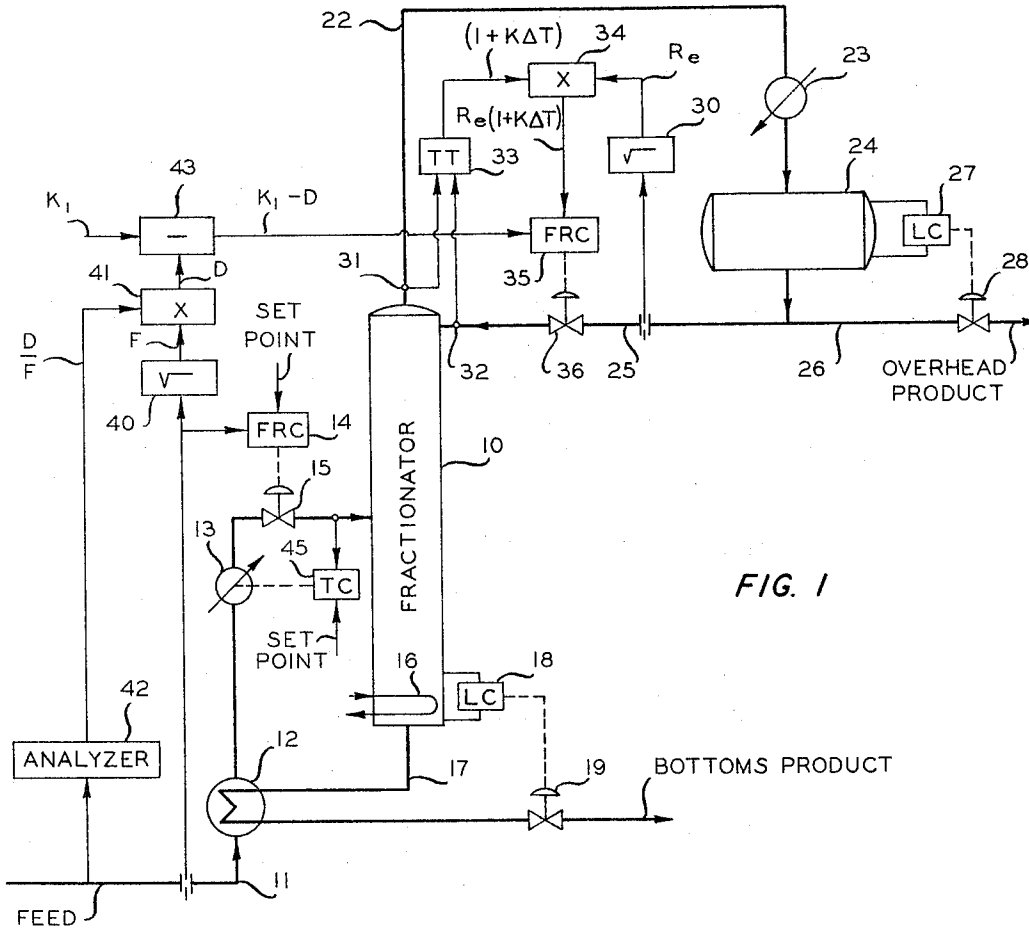 22
(1+KΔT)
34
X
Re
23
Re(1+KΔT)
30
√
TT
33
24
27
LC
43
K1
K1-D
—
FRC
35
31
28
D
41
X
F
SET
POINT
D
F
√
40
32
36
25
26
OVERHEAD
PRODUCT
FRC
14
10
15
FRACTIONATOR
13
45
TC
SET
POINT
FIG. 1
16
18
LC
42
ANALYZER
12
17
19
BOTTOMS PRODUCT
11
FEED